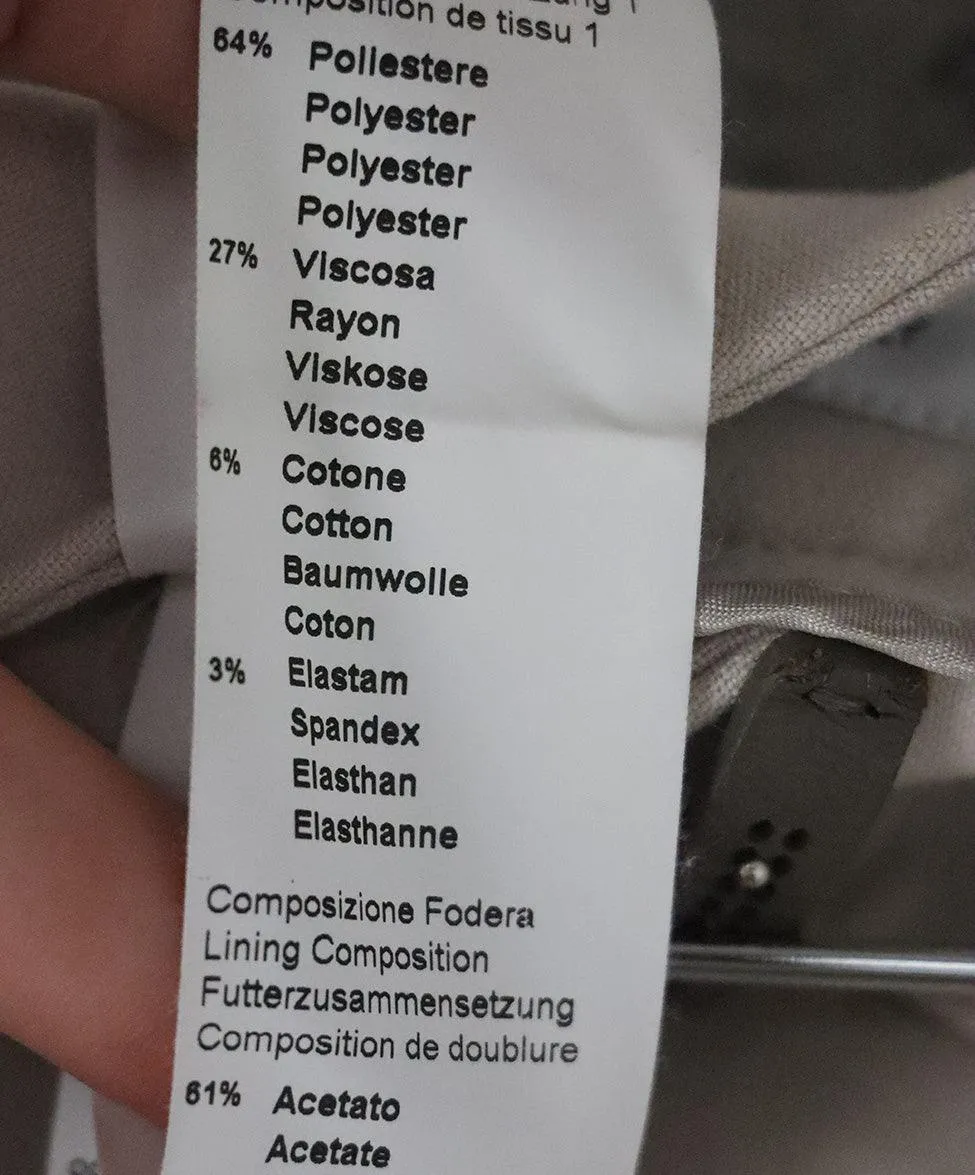 Composition de tissu 1
64% Poliestere
Polyester
Polyester
Polyester
27% Viscosa
Rayon
Viskose
Viscose
6% Cotone
Cotton
Baumwolle
Coton
3% Elastam
Spandex
Elasthan
Elasthanne
Composizione Fodera
Lining Composition
Futterzusammensetzung
Composition de doublure
61% Acetato
Acetate